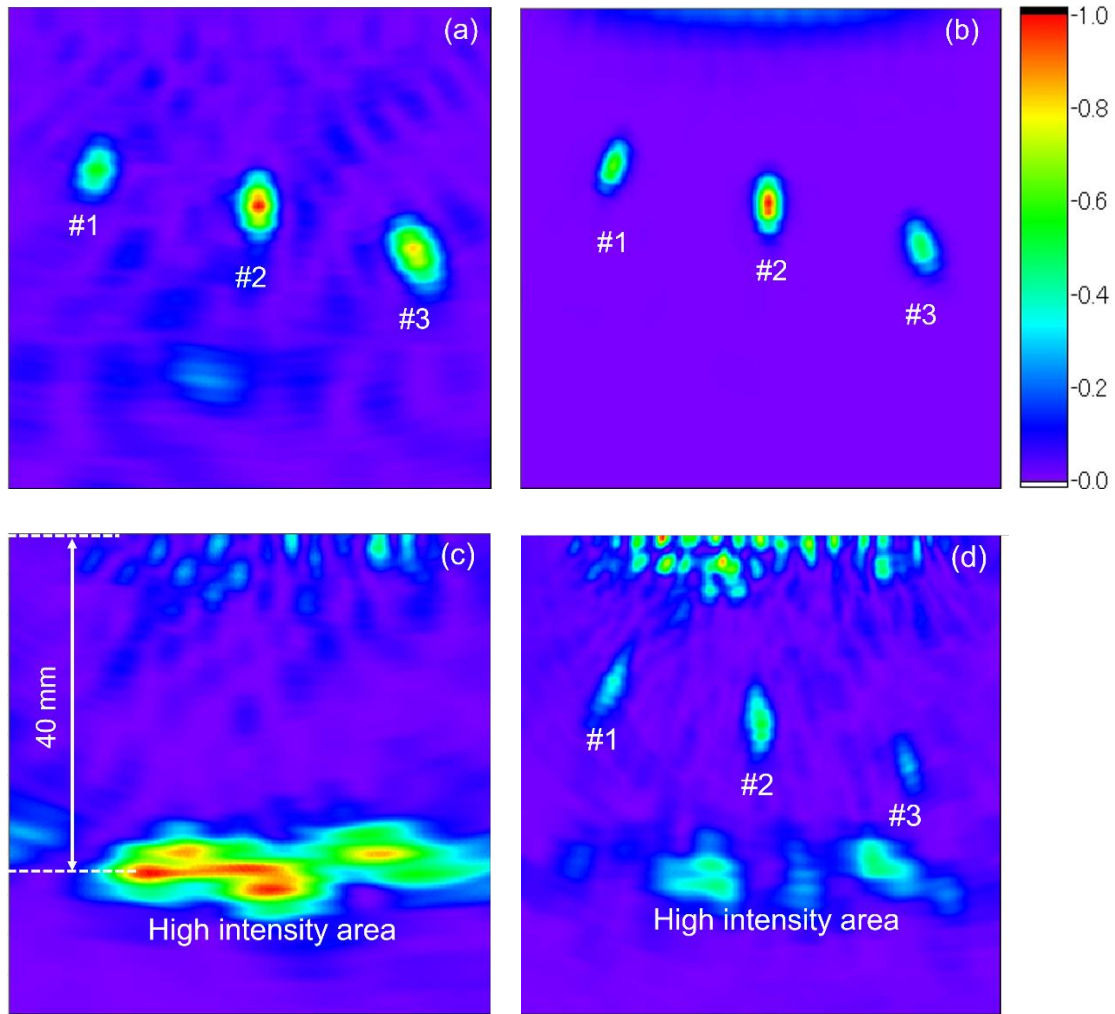 (a)
#1
#2
#3
(b)
#1
#2
#3
-1.0
-0.8
-0.6
-0.4
-0.2
-0.0
(c)
40 mm
High intensity area
(d)
#1
#2
#3
High intensity area